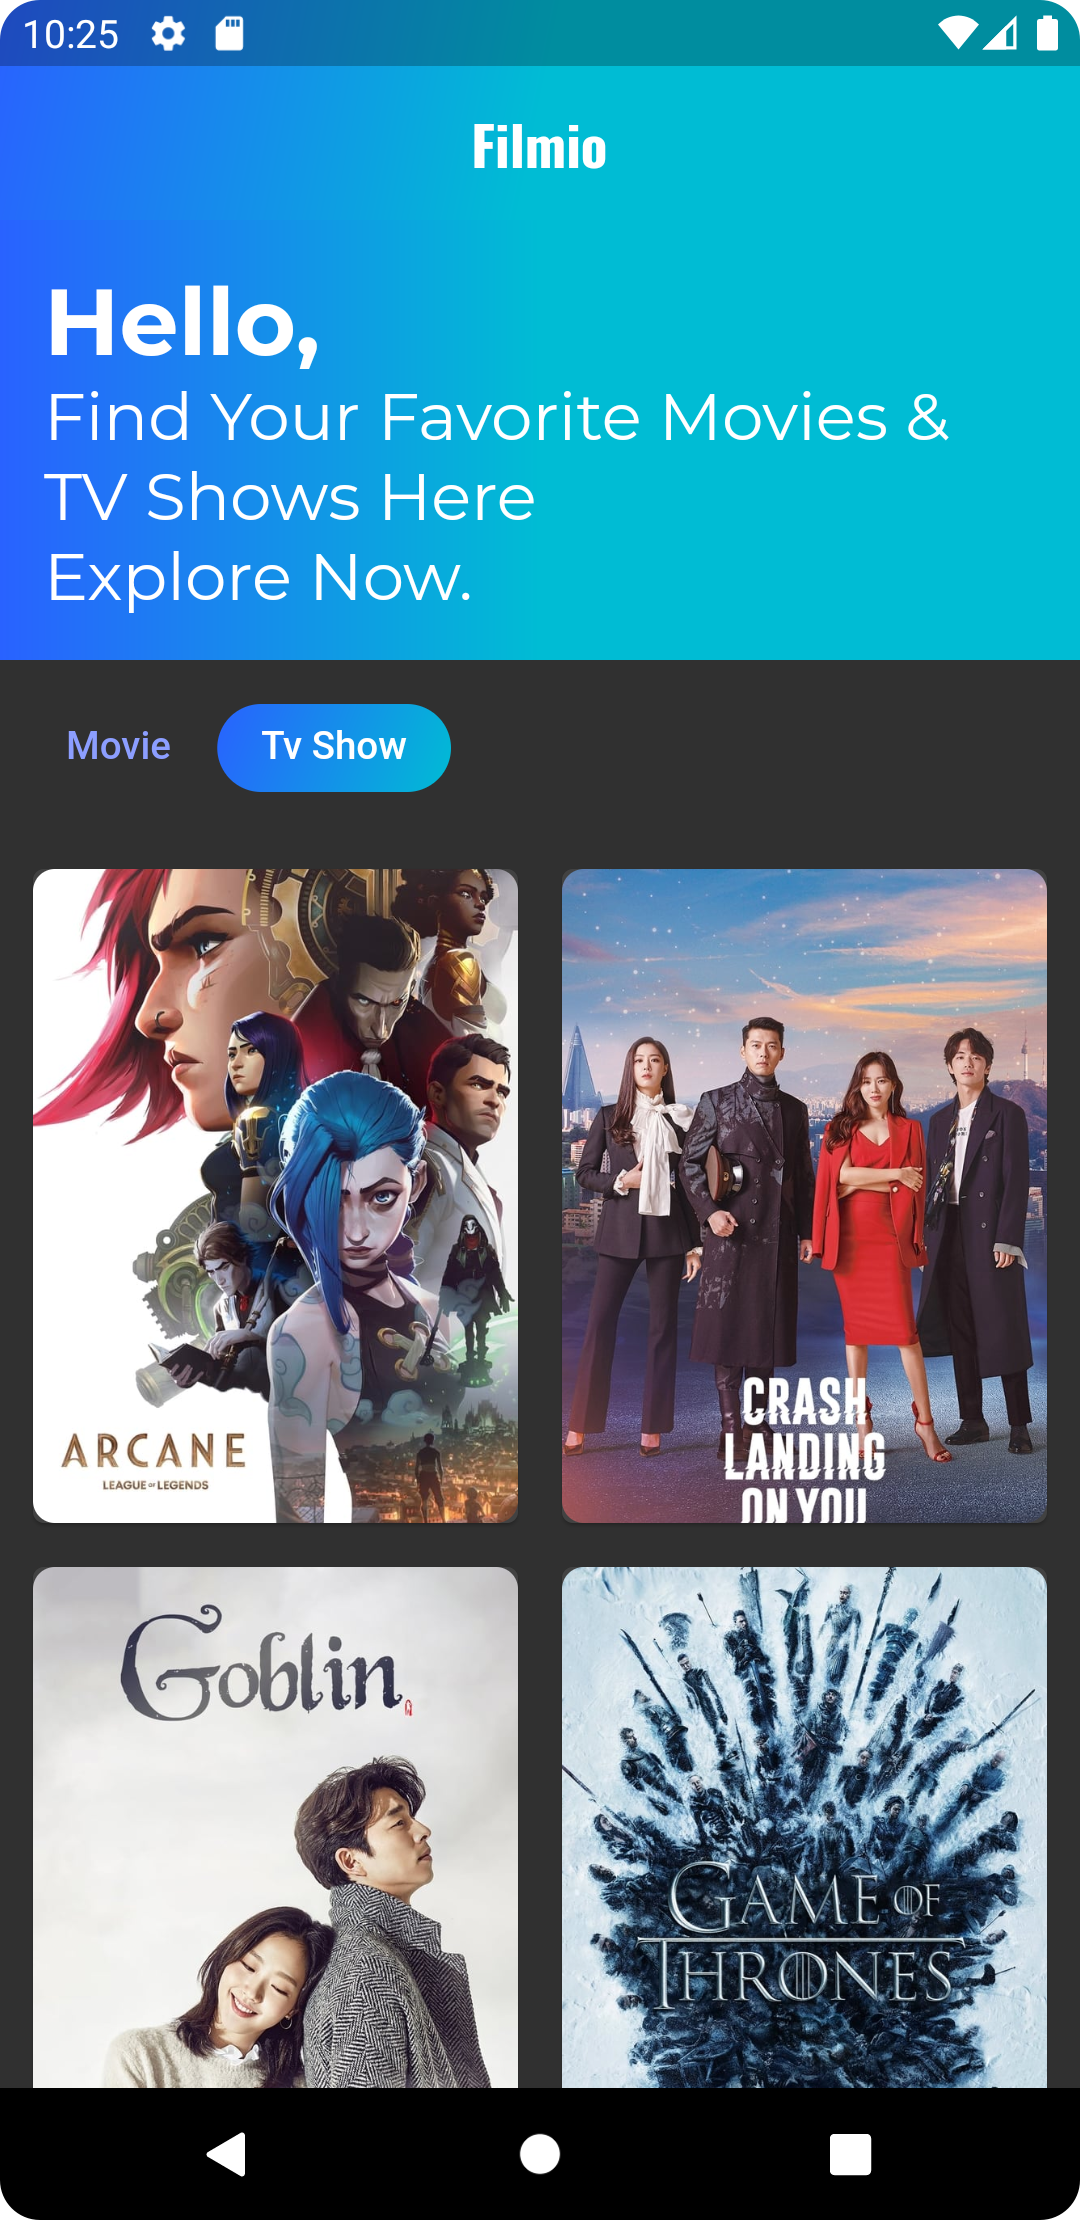 10:25
Filmio
Hello,
Find Your Favorite Movies &
TV Shows Here
Explore Now.
Movie
Tv Show
ARCANE
LEAGUE OF LEGENDS
CRASH
LANDING
ON YOU
Goblin
GAME OF
THRONES